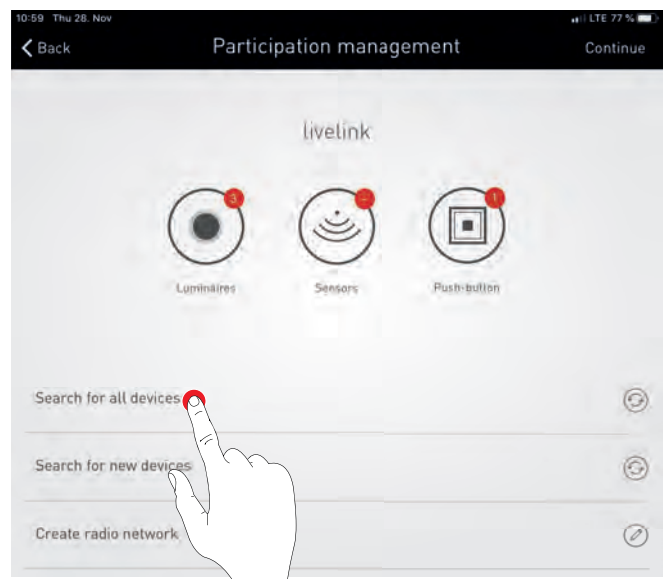 10:59 Thu 28. Nov LTE 77 %
Back Participation management Continue
livelink
3 1
Luminaires Sensors Push-button
Search for all devices
Search for new devices
Create radio network